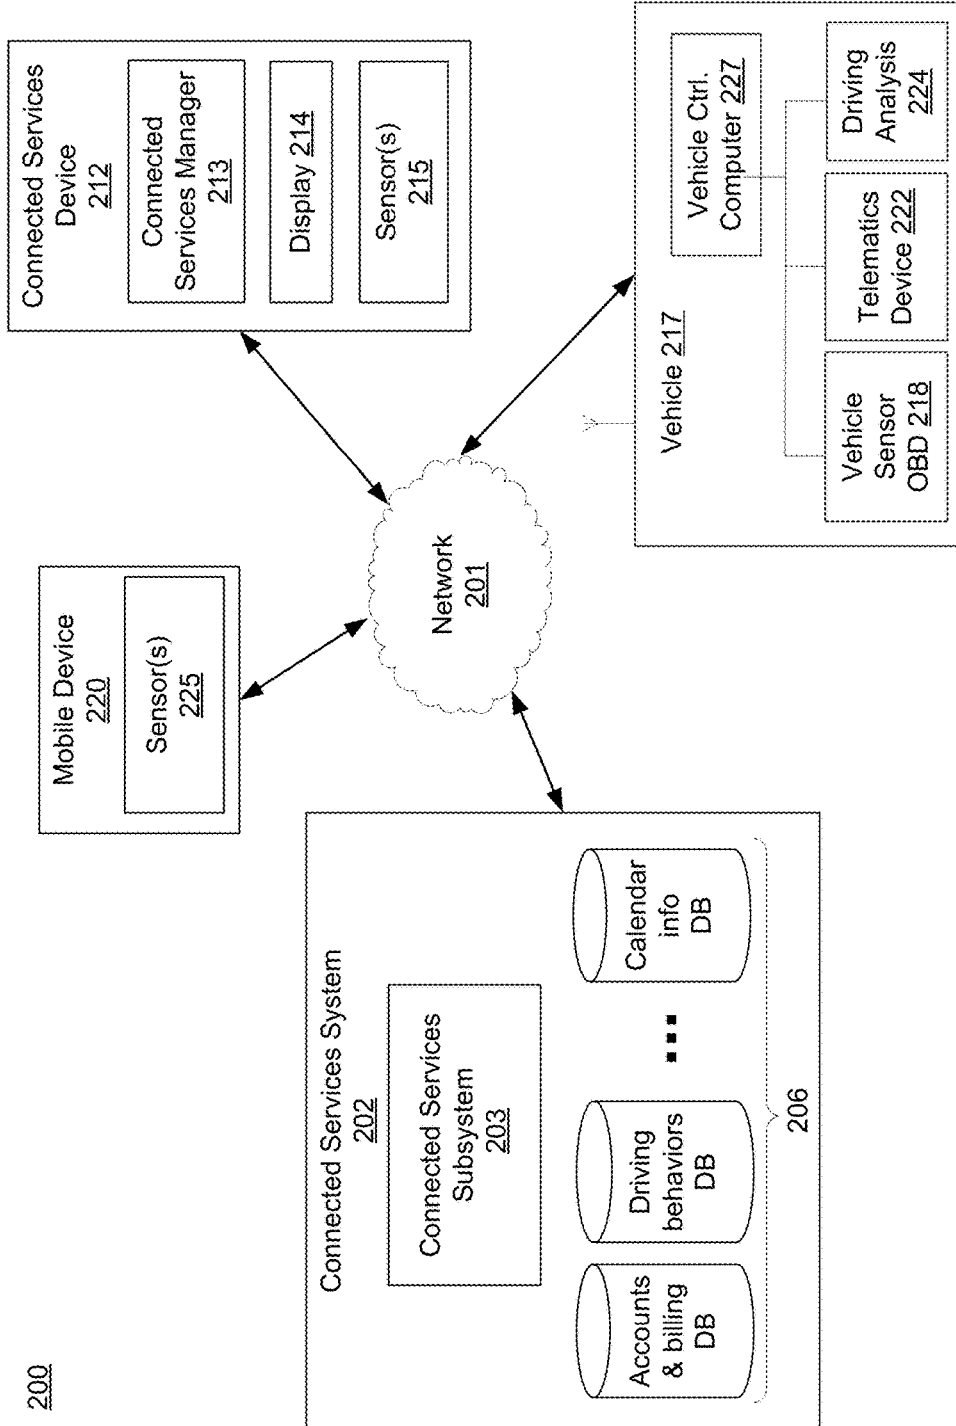 200
Connected Services System
202
Connected Services
Subsystem
203
Accounts
& billing
DB
Driving
behaviors
DB
Calendar
info
DB
206
Mobile Device
220
Sensor(s)
225
Network
201
Connected Services
Device
212
Connected
Services Manager
213
Display 214
Sensor(s)
215
Vehicle 217
Vehicle Ctrl.
Computer 227
Vehicle
Sensor
OBD 218
Telematics
Device 222
Driving
Analysis
224